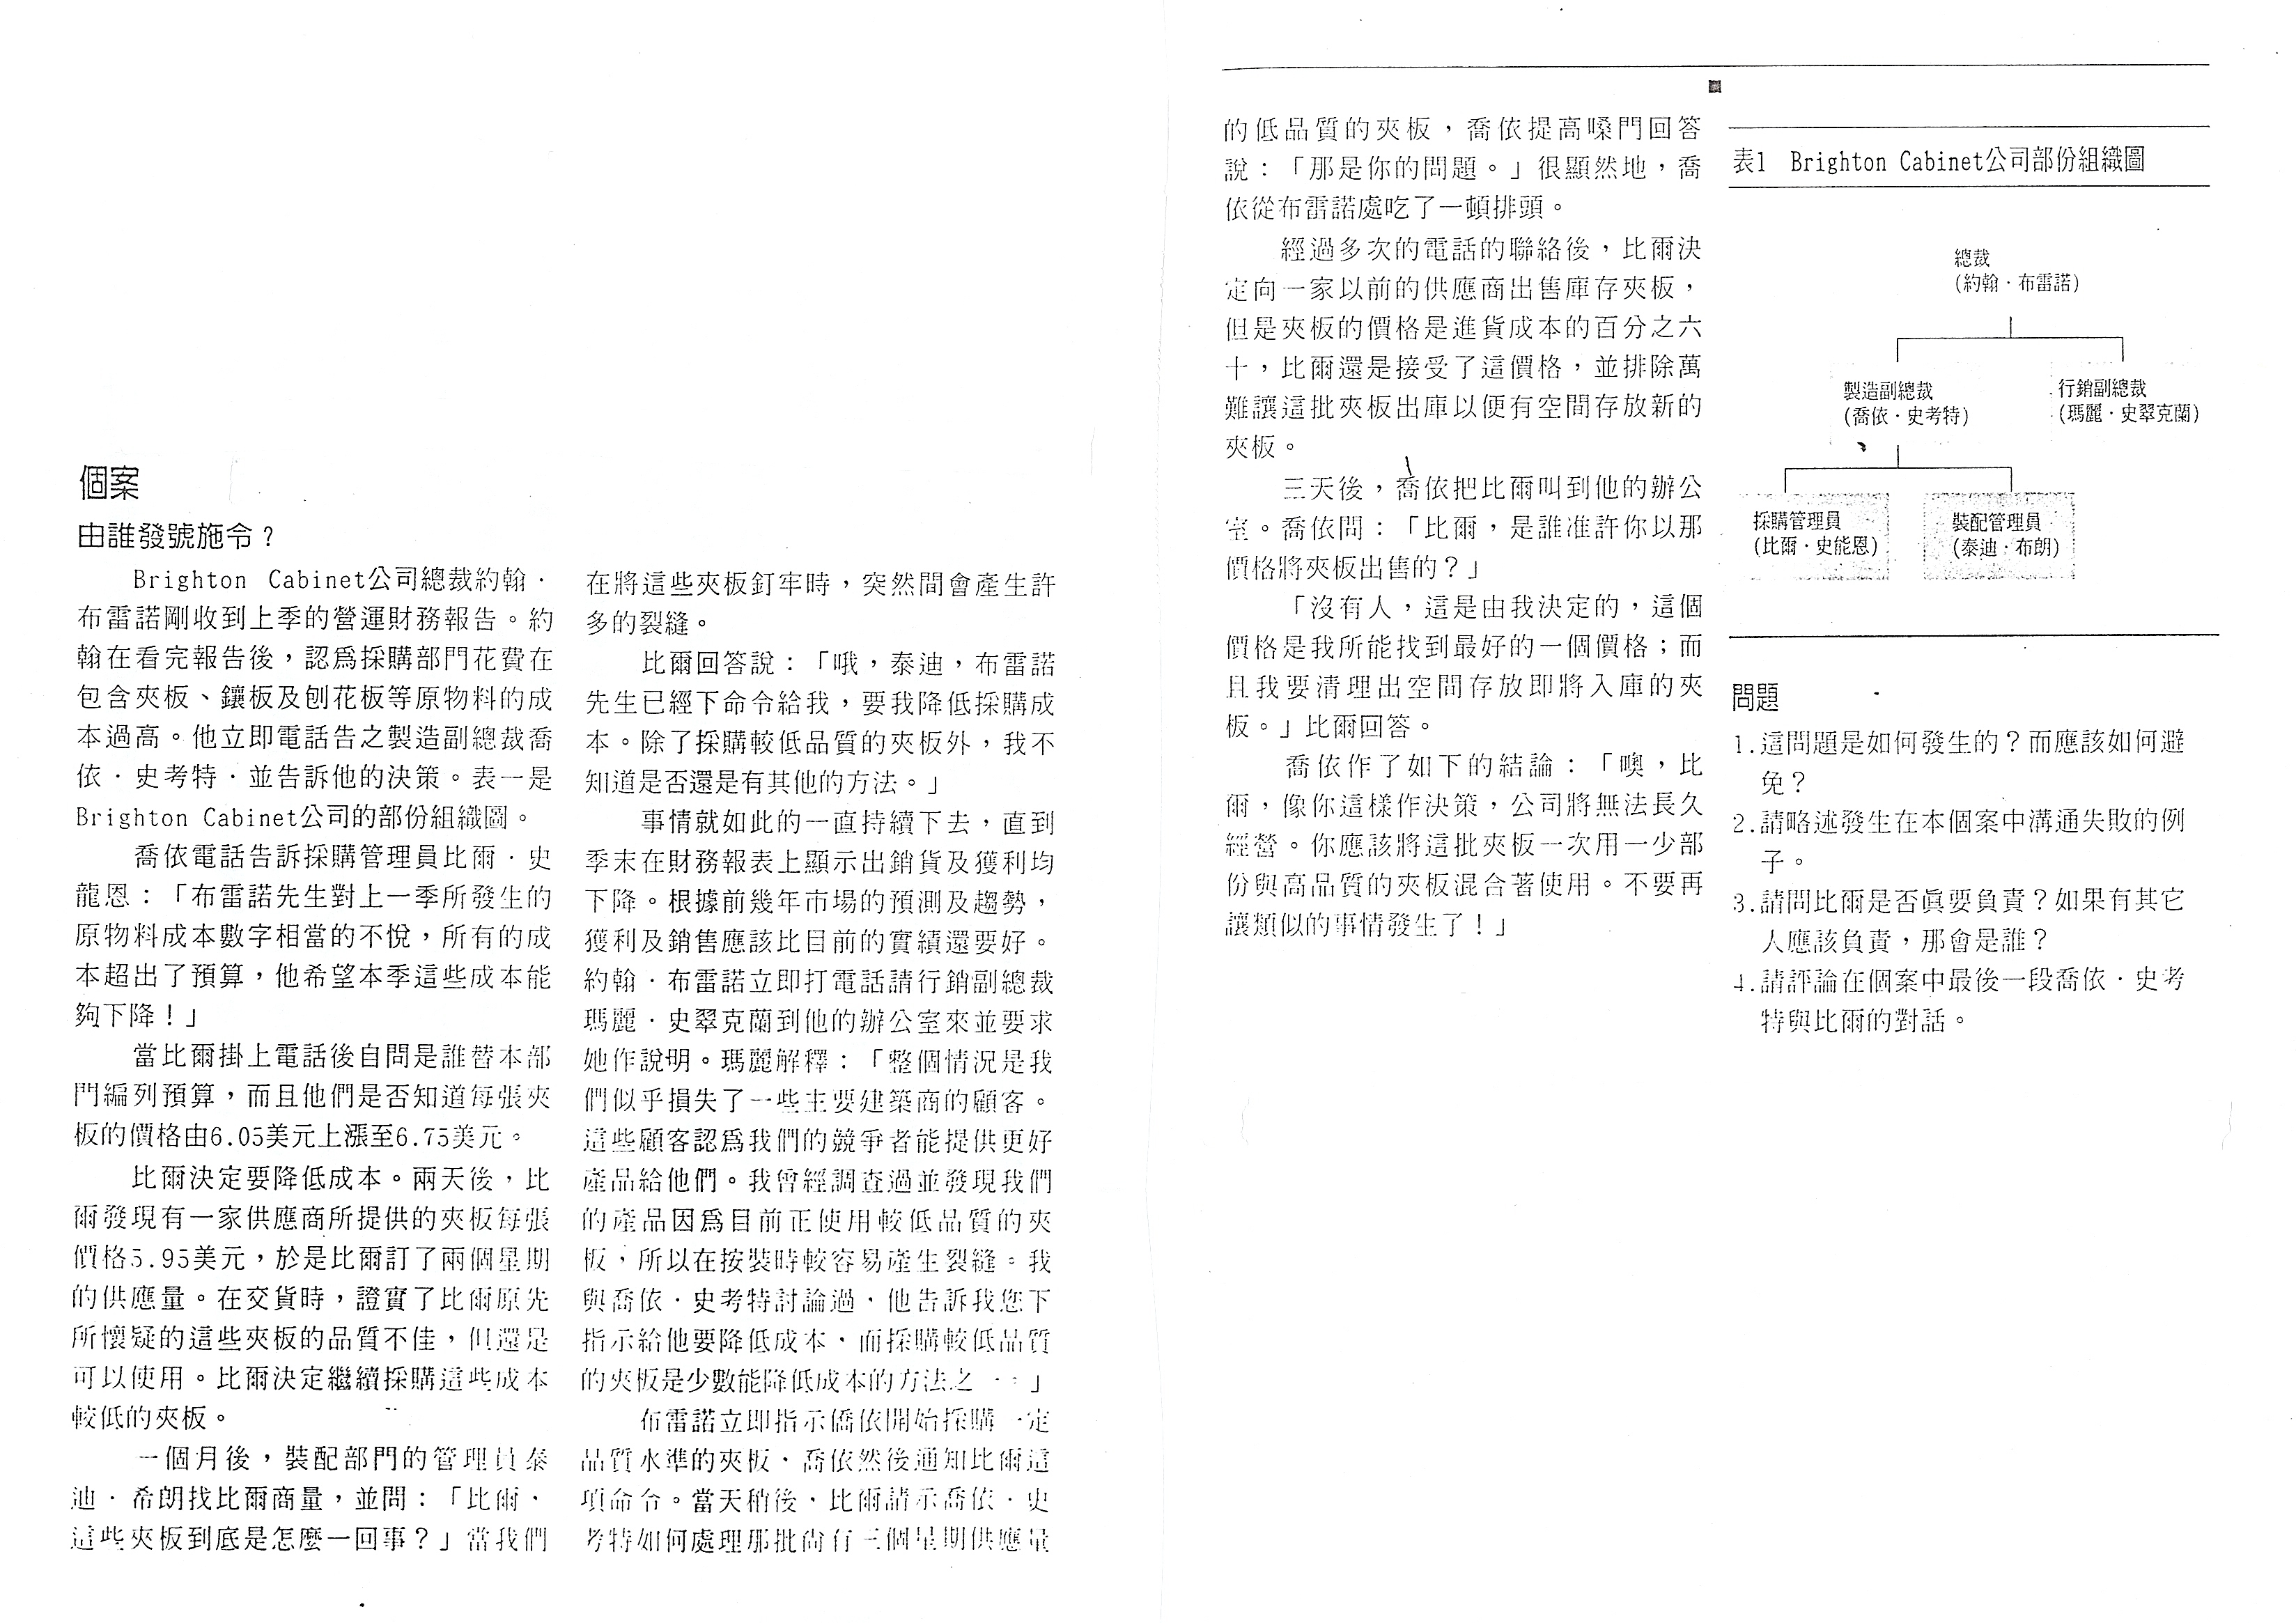 個案
由誰發號施令？
Brighton Cabinet公司總裁約翰．
布雷諾剛收到上季的營運財務報告。約
翰在看完報告後，認為採購部門花費在
包含夾板、鑲板及刨花板等原物料的成
本過高。他立即電話告之製造副總裁喬
依．史考特．並告訴他的決策。表一是
Brighton Cabinet公司的部份組織圖。
喬依電話告訴採購管理員比爾．史
龍恩：「布雷諾先生對上一季所發生的
原物料成本數字相當的不悅，所有的成
本超出了預算，他希望本季這些成本能
夠下降！」
當比爾掛上電話後自問是誰替本部
門編列預算，而且他們是否知道每張夾
板的價格由6.05美元上漲至6.75美元。
比爾決定要降低成本。兩天後，比
爾發現有一家供應商所提供的夾板每張
價格5.95美元，於是比爾訂了兩個星期
的供應量。在交貨時，證實了比爾原先
所懷疑的這些夾板的品質不佳，但還是
可以使用。比爾決定繼續採購這些成本
較低的夾板。
一個月後，裝配部門的管理員泰
迪．希朗找比爾商量，並問：「比爾．
這些夾板到底是怎麼一回事？」當我們
在將這些夾板釘牢時，突然間會產生許
多的裂縫。
比爾回答說：「哦，泰迪，布雷諾
先生已經下命令給我，要我降低採購成
本。除了採購較低品質的夾板外，我不
知道是否還是有其他的方法。」
事情就如此的一直持續下去，直到
季末在財務報表上顯示出銷貨及獲利均
下降。根據前幾年市場的預測及趨勢，
獲利及銷售應該比目前的實績還要好。
約翰．布雷諾立即打電話請行銷副總裁
瑪麗．史翠克蘭到他的辦公室來並要求
她作說明。瑪麗解釋：「整個情況是我
們似乎損失了一些主要建築商的顧客。
這些顧客認為我們的競爭者能提供更好
產品給他們。我曾經調查過並發現我們
的產品因為目前正使用較低品質的夾
板，所以在按裝時較容易產生裂縫。我
與喬依．史考特討論過，他告訴我您下
指示給他要降低成本，而採購較低品質
的夾板是少數能降低成本的方法之一。」
布雷諾立即指示僑依開始採購一定
品質水準的夾板，喬依然後通知比爾這
項命令。當天稍後，比爾請示喬依．史
考特如何處理那批尚有三個星期供應量
的低品質的夾板，喬依提高嗓門回答
說：「那是你的問題。」很顯然地，喬
依從布雷諾處吃了一頓排頭。
經過多次的電話的聯絡後，比爾決
定向一家以前的供應商出售庫存夾板，
但是夾板的價格是進貨成本的百分之六
十，比爾還是接受了這價格，並排除萬
難讓這批夾板出庫以便有空間存放新的
夾板。
三天後，喬依把比爾叫到他的辦公
室。喬依問：「比爾，是誰准許你以那
價格將夾板出售的？」
「沒有人，這是由我決定的，這個
價格是我所能找到最好的一個價格；而
且我要清理出空間存放即將入庫的夾
板。」比爾回答。
喬依作了如下的結論：「噢，比
爾，像你這樣作決策，公司將無法長久
經營。你應該將這批夾板一次用一少部
份與高品質的夾板混合著使用。不要再
讓類似的事情發生了！」
表1 Brighton Cabinet公司部份組織圖
總裁
(約翰．布雷諾)
製造副總裁
(喬依．史考特)
行銷副總裁
(瑪麗．史翠克蘭)
採購管理員
(比爾．史能恩)
裝配管理員
(泰迪．布朗)
問題
1.這問題是如何發生的？而應該如何避
免？
2.請略述發生在本個案中溝通失敗的例
子。
3.請問比爾是否真要負責？如果有其它
人應該負責，那會是誰？
4.請評論在個案中最後一段喬依．史考
特與比爾的對話。